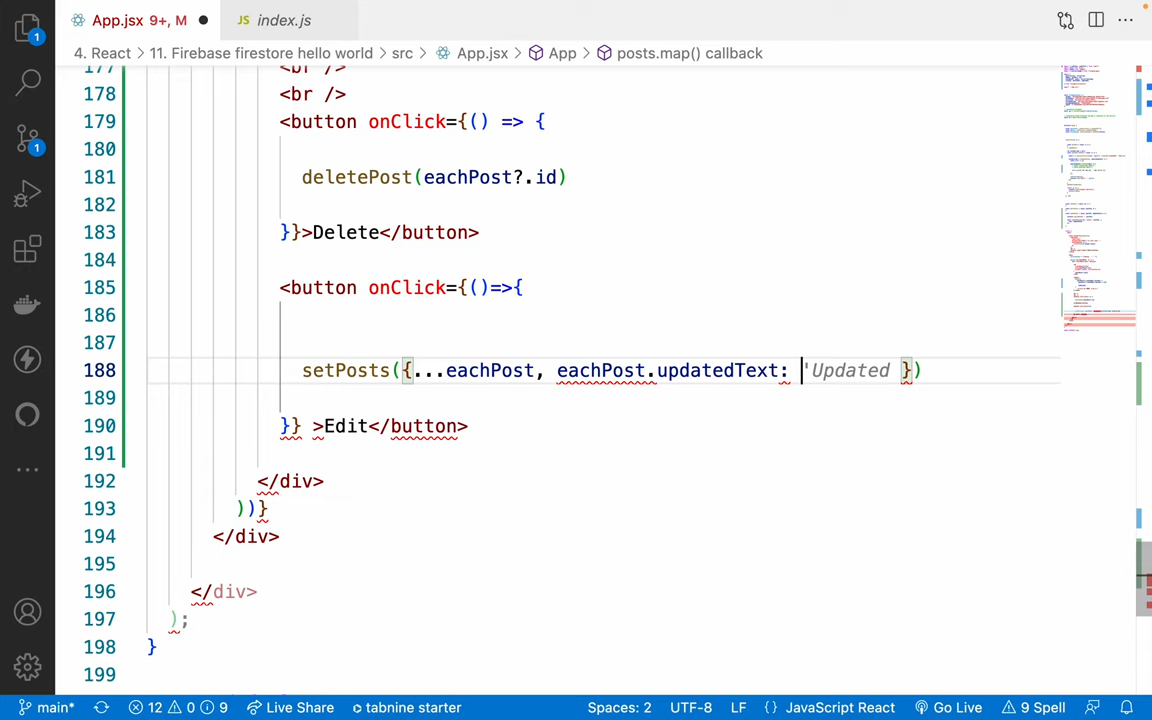 App.jsx 9+, M
JS index.js
4. React > 11. Firebase firestore hello world > src > App.jsx > App > posts.map() callback
177 <br />
178 <br />
179 <button onClick={() => {
180
181 deletePost(eachPost?.id)
182
183 }}>Delete</button>
184
185 <button onClick={()=>{
186
187
188 setPosts({...eachPost, eachPost.updatedText: 'Updated })
189
190 }} >Edit</button>
191
192 </div>
193 ))}
194 </div>
195
196 </div>
197 );
198 }
199
1
1
main* 12 0 9 Live Share tabnine starter Spaces: 2 UTF-8 LF {} JavaScript React Go Live 9 Spell